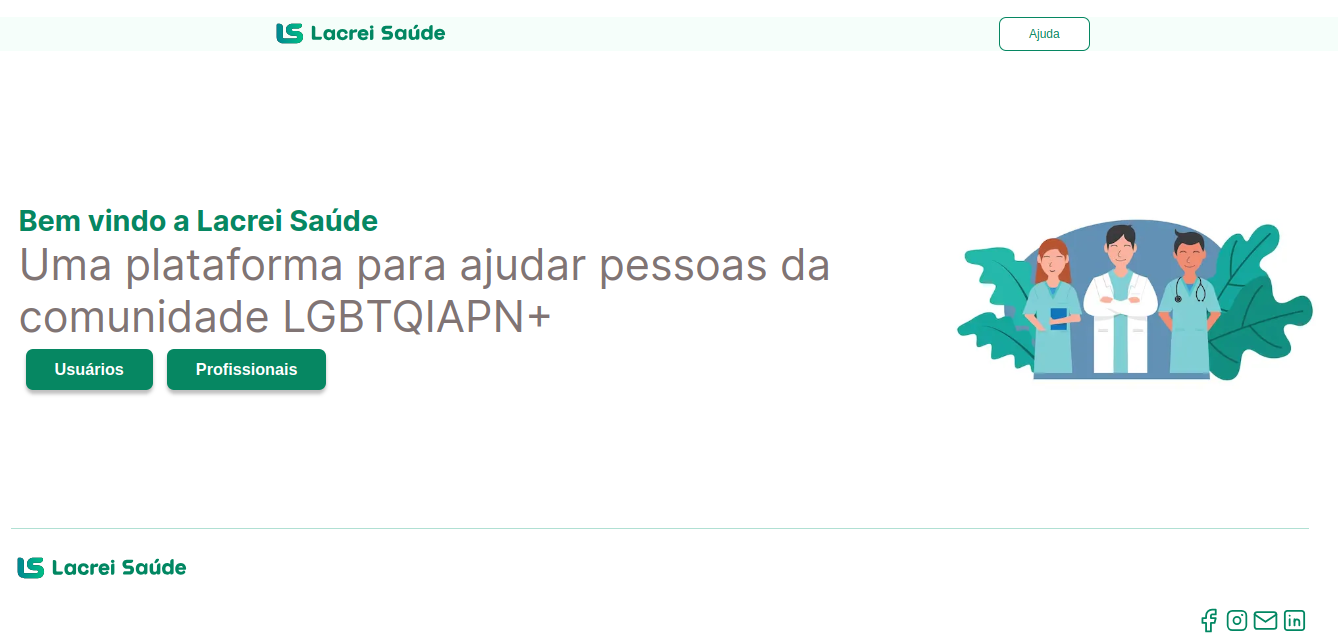 Lacrei Saúde
Ajuda
Bem vindo a Lacrei Saúde
Uma plataforma para ajudar pessoas da
comunidade LGBTQIAPN+
Usuários
Profissionais
Lacrei Saúde